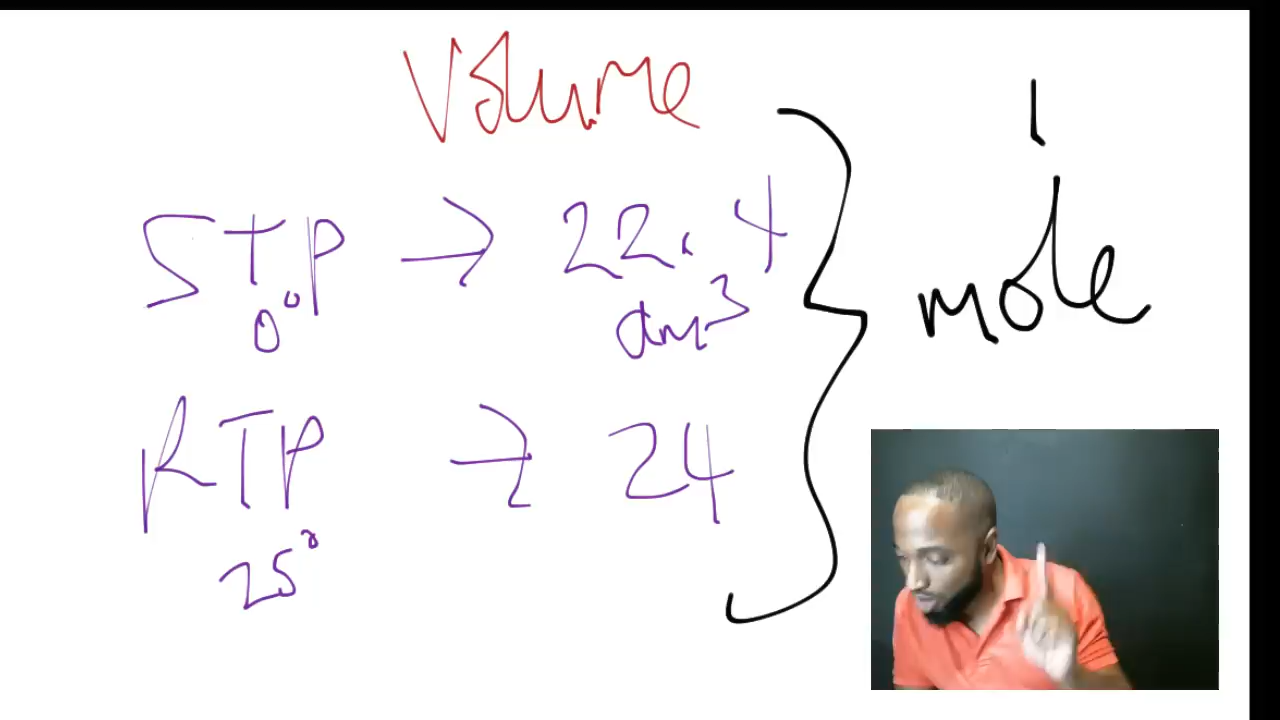 Volume
STP → 22.4
0°
dm³
RTP → 24
25°
1
mole